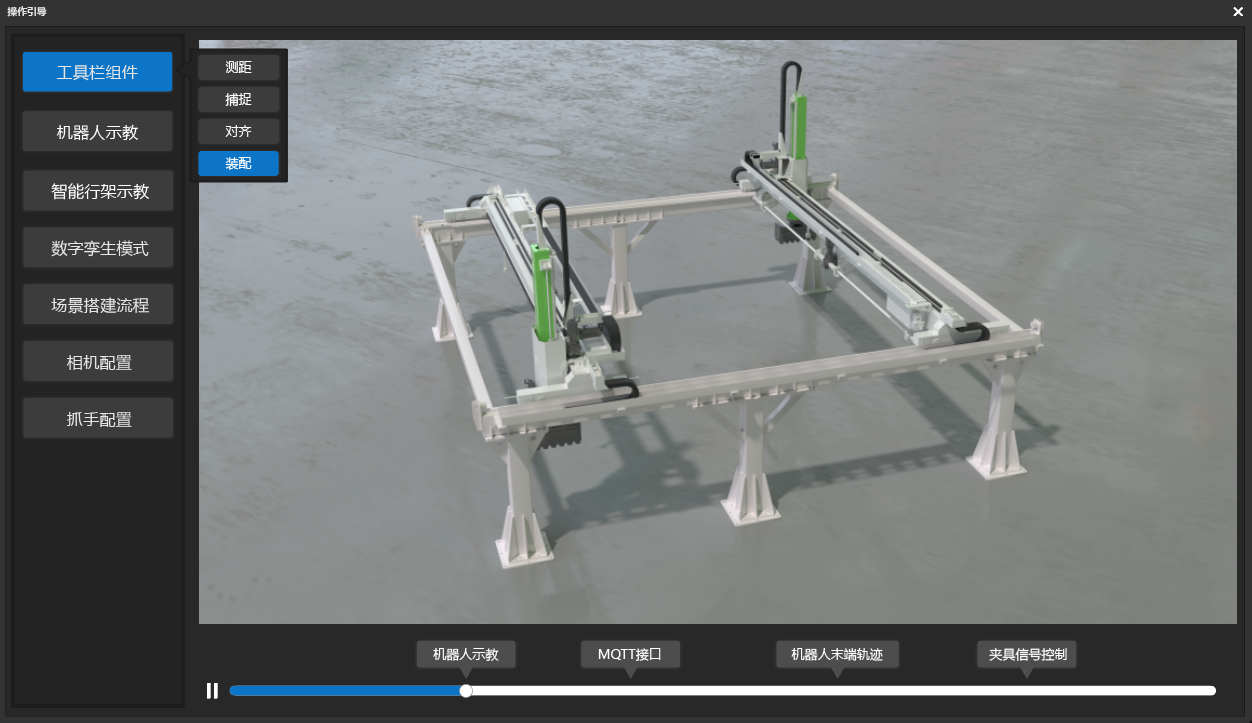 操作引导
工具栏组件
机器人示教
智能行架示教
数字孪生模式
场景搭建流程
相机配置
抓手配置
测距
捕捉
对齐
装配
机器人示教
MQTT接口
机器人末端轨迹
夹具信号控制